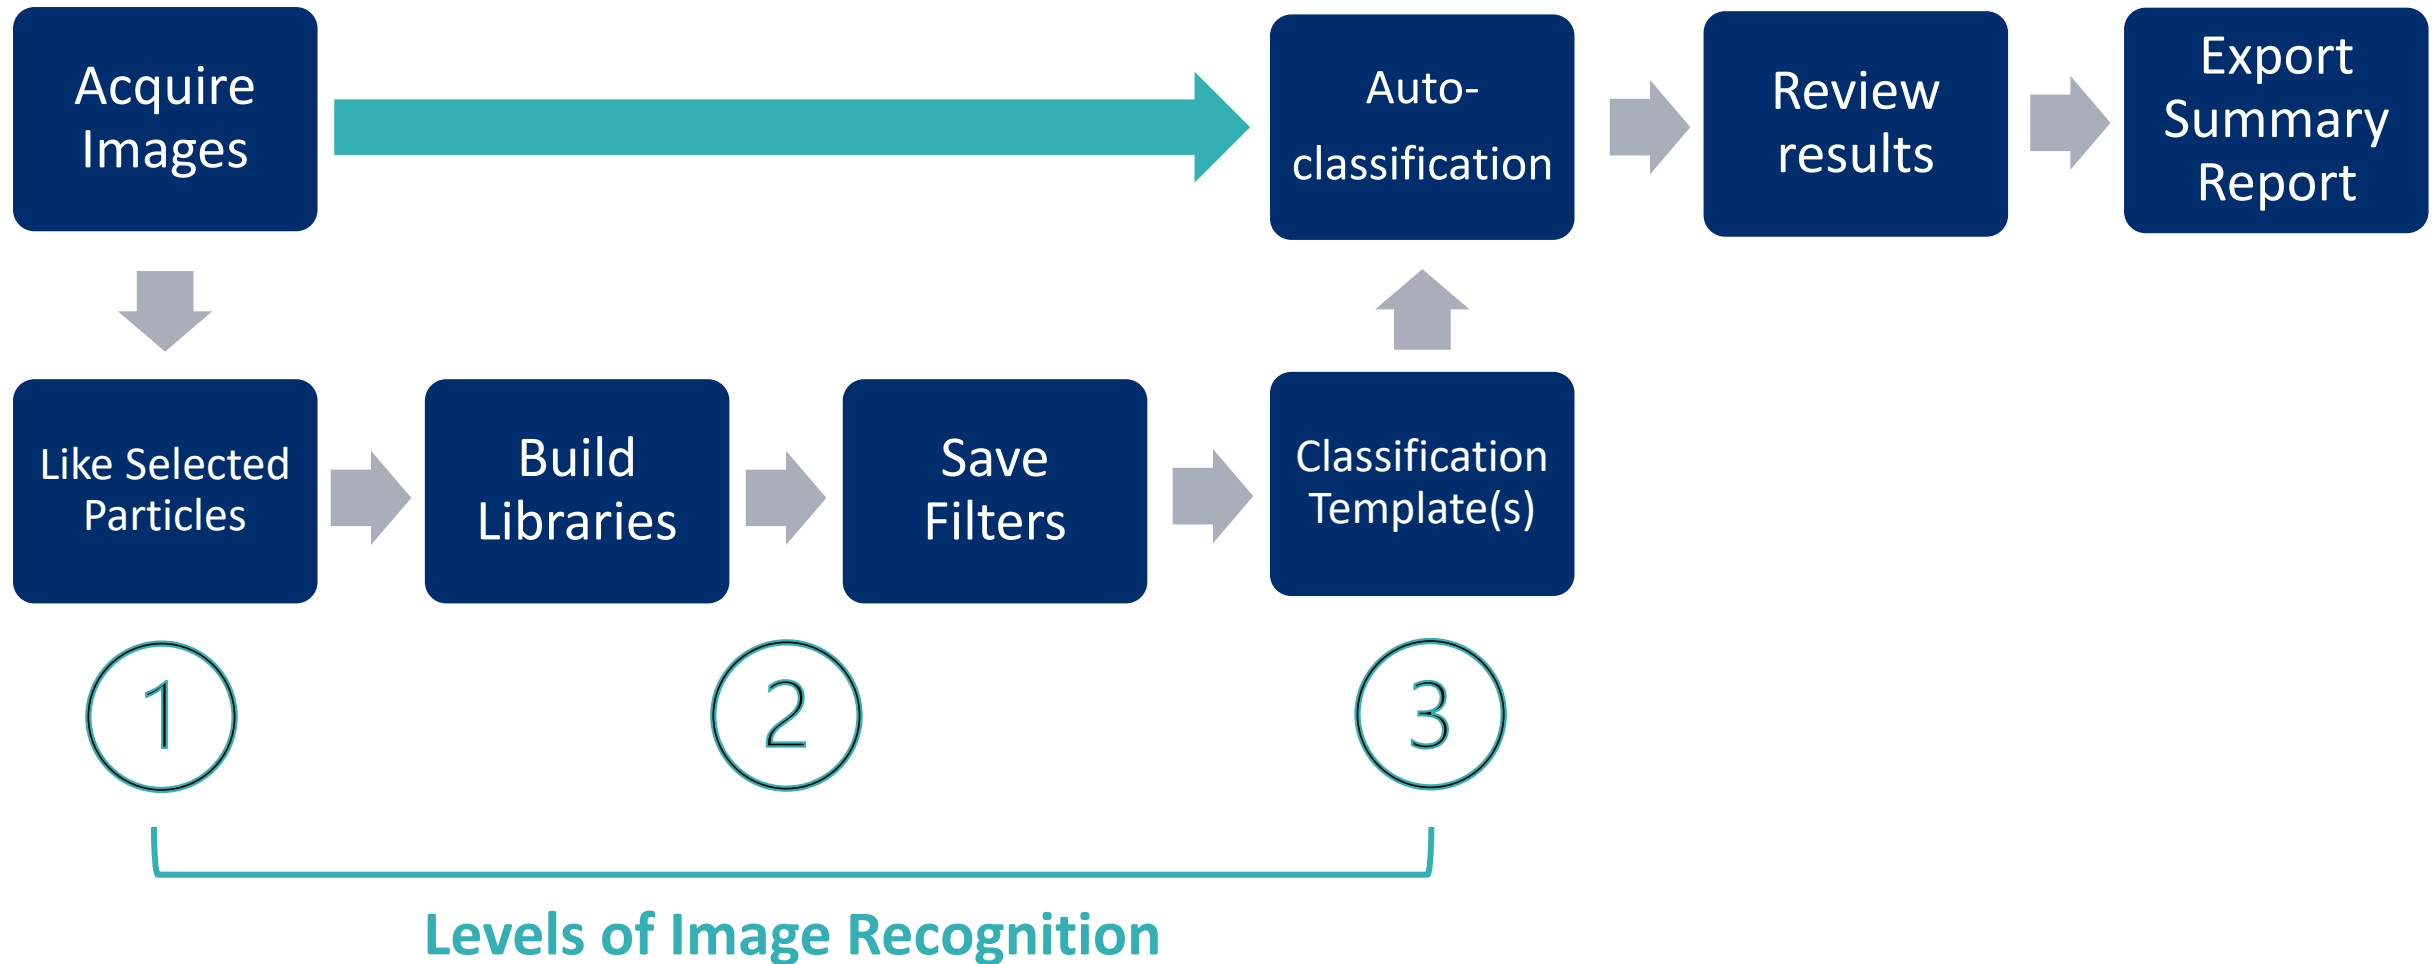 Acquire
Images
Auto-
classification
Review
results
Export
Summary
Report
Like Selected
Particles
Build
Libraries
Save
Filters
Classification
Template(s)
1
2
3
Levels of Image Recognition